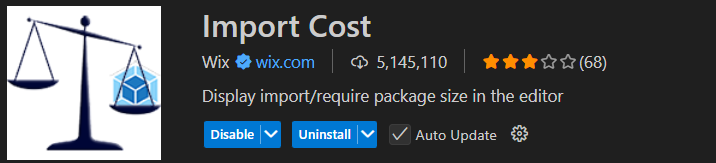 Import Cost
Wix wix.com 5,145,110 (68)
Display import/require package size in the editor
Disable Uninstall Auto Update